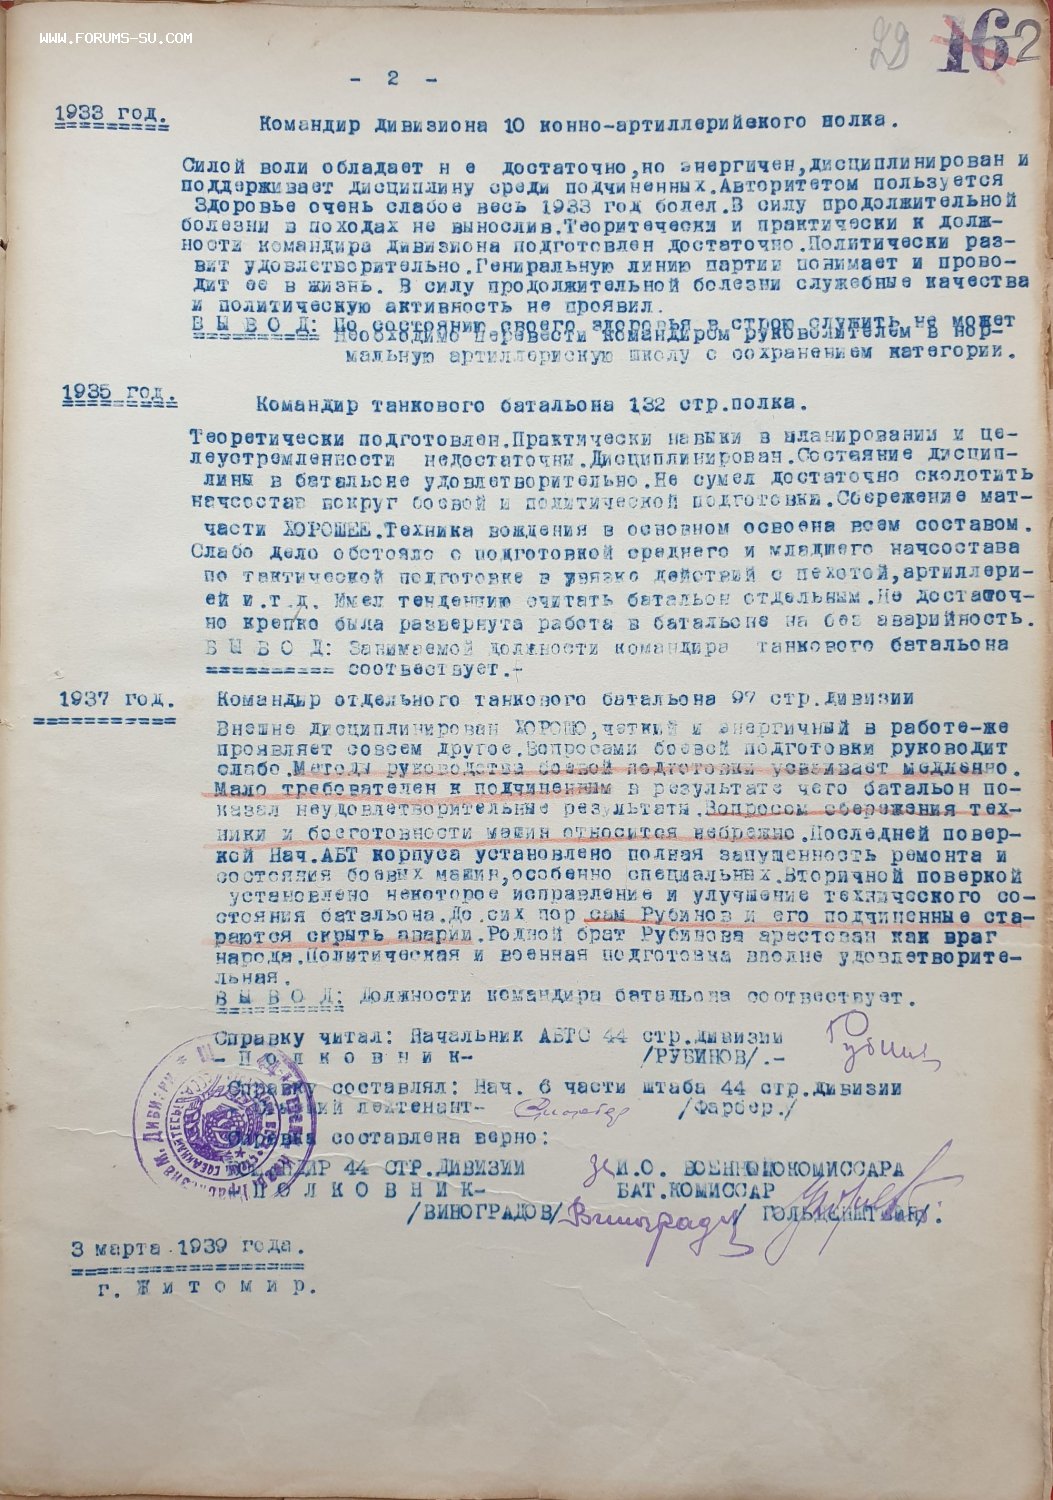 WWW.FORUMS-SU.COM
29 16 2
- 2 -
1933 год.
Командир дивизиона 10 конно-артиллерийского полка.
Силой воли обладает н е достаточно,но энергичен,дисциплинирован и
поддерживает дисциплину среди подчиненных.Авторитетом пользуется
Здоровье очень слабое весь 1933 год болел.В силу продолжительной
болезни в походах не вынослив.Теоритечески и практически к долж-
ности командира дивизиона подготовлен достаточно.Политически раз-
вит удовлетворительно.Гениральную линию партии понимает и прово-
дит ее в жизнь. В силу продолжительной болезни служебные качества
и политическую активность не проявил.
В Ы В О Д: По состоянию своего здоровья в строю служить не может
Необходимо перевести командиром руководителем в нор-
мальную артиллерискую школу с сохранением категории.
1935 год.
Командир танкового батальона 132 стр.полка.
Теоретически подготовлен.Практически навыки в планировании и це-
леустремленности недостаточны.Дисциплинирован.Состояние дисцип-
лины в батальоне удовлетворительно.Не сумел достаточно сколотить
начсостав вокруг боевой и политической подготовки.Сбережение мат-
части ХОРОШЕЕ.Техника вождения в основном освоена всем составом.
Слабо дело обстояло с подготовкой среднего и младшего начсостава
по тактической подготовке в увязке действий с пехотой,артиллери-
ей и.т.д. Имел тенденцию считать батальон отдельным.Не достаточ-
но крепко была развернута работа в батальоне на без аварийность.
В Ы В О Д: Занимаемой должности командира танкового батальона
соотвествует.-
1937 год.
Командир отдельного танкового батальона 97 стр.дивизии
Внешне дисциплинирован ХОРОШО,четкий и энергичный в работе-же
проявляет совсем другое.Вопросами боевой подготовки руководит
слабо.Методы руководства боевой подготовки усваивает медленно.
Мало требователен к подчиненным в результате чего батальон по-
казал неудовлетворительные результаты.Вопросом сбережения тех-
ники и боеготовности машин относится небрежно.Последней повер-
кой Нач.АБТ корпуса установлено полная запущенность ремонта и
состояния боевых машин,особенно специальных.Вторичной поверкой
установлено некоторое исправление и улучшение технического со-
стояния батальона.До сих пор сам Рубинов и его подчиненные ста-
раются скрыть аварии.Родной брат Рубинова арестован как враг
народа.Политическая и военная подготовка вполне удовлетворите-
льная.
В Ы В О Д: Должности командира батальона соотвествует.
Справку читал: Начальник АБТС 44 стр.дивизии
- П о л к о в н и к- /РУБИНОВ/.-
Справку составлял: Нач. 6 части штаба 44 стр.дивизии
лейтенант- /Фарбер./
составлена верно:
44 СТР.ДИВИЗИИ
П О Л К О В Н И К-
/ВИНОГРАДОВ/ Виноградов
за И.О. ВОЕННОГОКОМИССАРА
БАТ.КОМИССАР
3 марта 1939 года.
г. Ж и т о м и р.